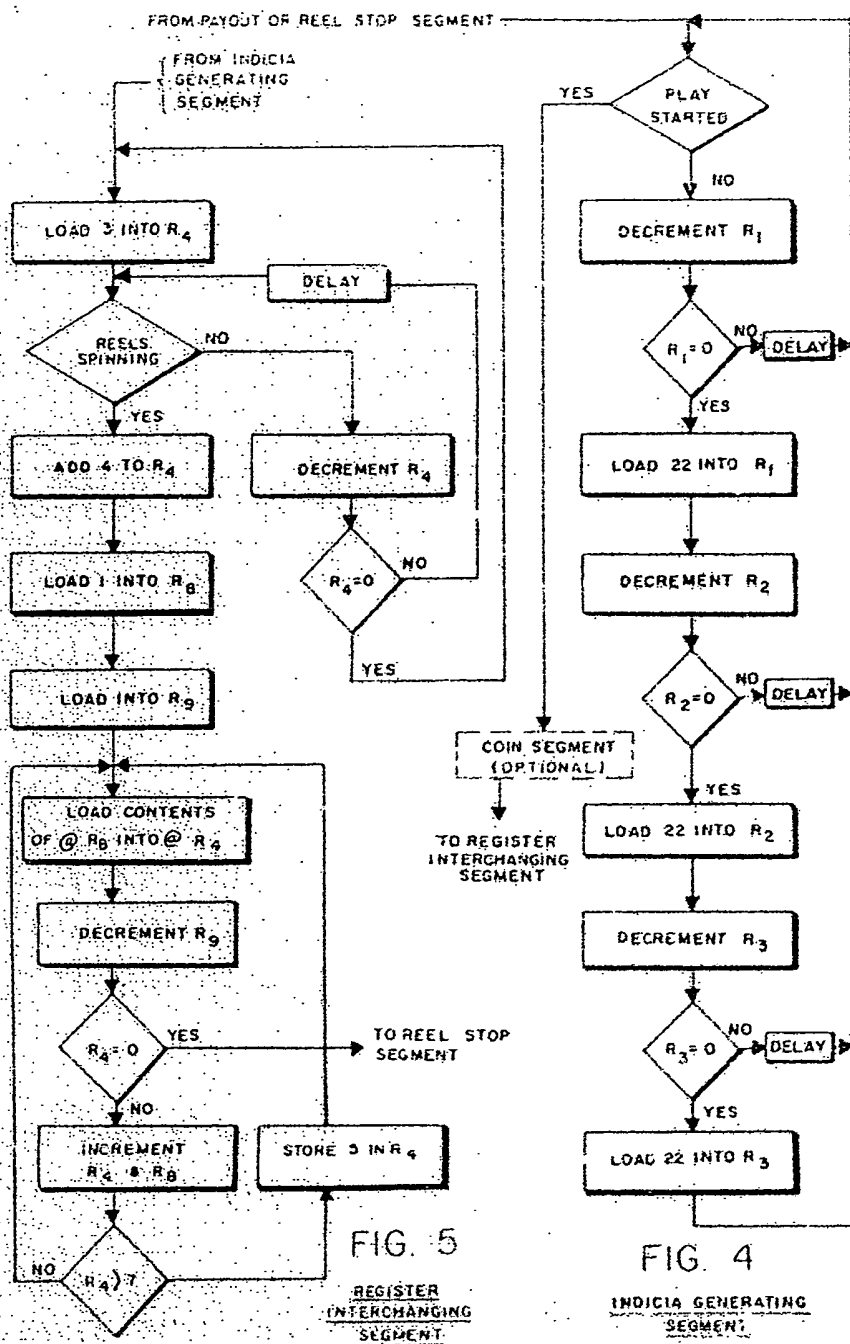 FROM PAYOUT OR REEL STOP SEGMENT
FROM INDICIA
GENERATING
SEGMENT
LOAD 3 INTO R4
DELAY
REELS
SPINNING
NO
YES
ADD 4 TO R4
DECREMENT R4
LOAD 1 INTO R8
R4=0
NO
YES
LOAD INTO R9
LOAD CONTENTS
OF @ R8 INTO @ R4
DECREMENT R9
R4=0
YES
TO REEL STOP
SEGMENT
NO
INCREMENT
R4 & R8
STORE 5 IN R4
R4>7
NO
FIG. 5
REGISTER
INTERCHANGING
SEGMENT
PLAY
STARTED
YES
NO
DECREMENT R1
R1=0
NO
DELAY
YES
LOAD 22 INTO R1
DECREMENT R2
R2=0
NO
DELAY
COIN SEGMENT
(OPTIONAL)
TO REGISTER
INTERCHANGING
SEGMENT
YES
LOAD 22 INTO R2
DECREMENT R3
R3=0
NO
DELAY
YES
LOAD 22 INTO R3
FIG. 4
INDICIA GENERATING
SEGMENT